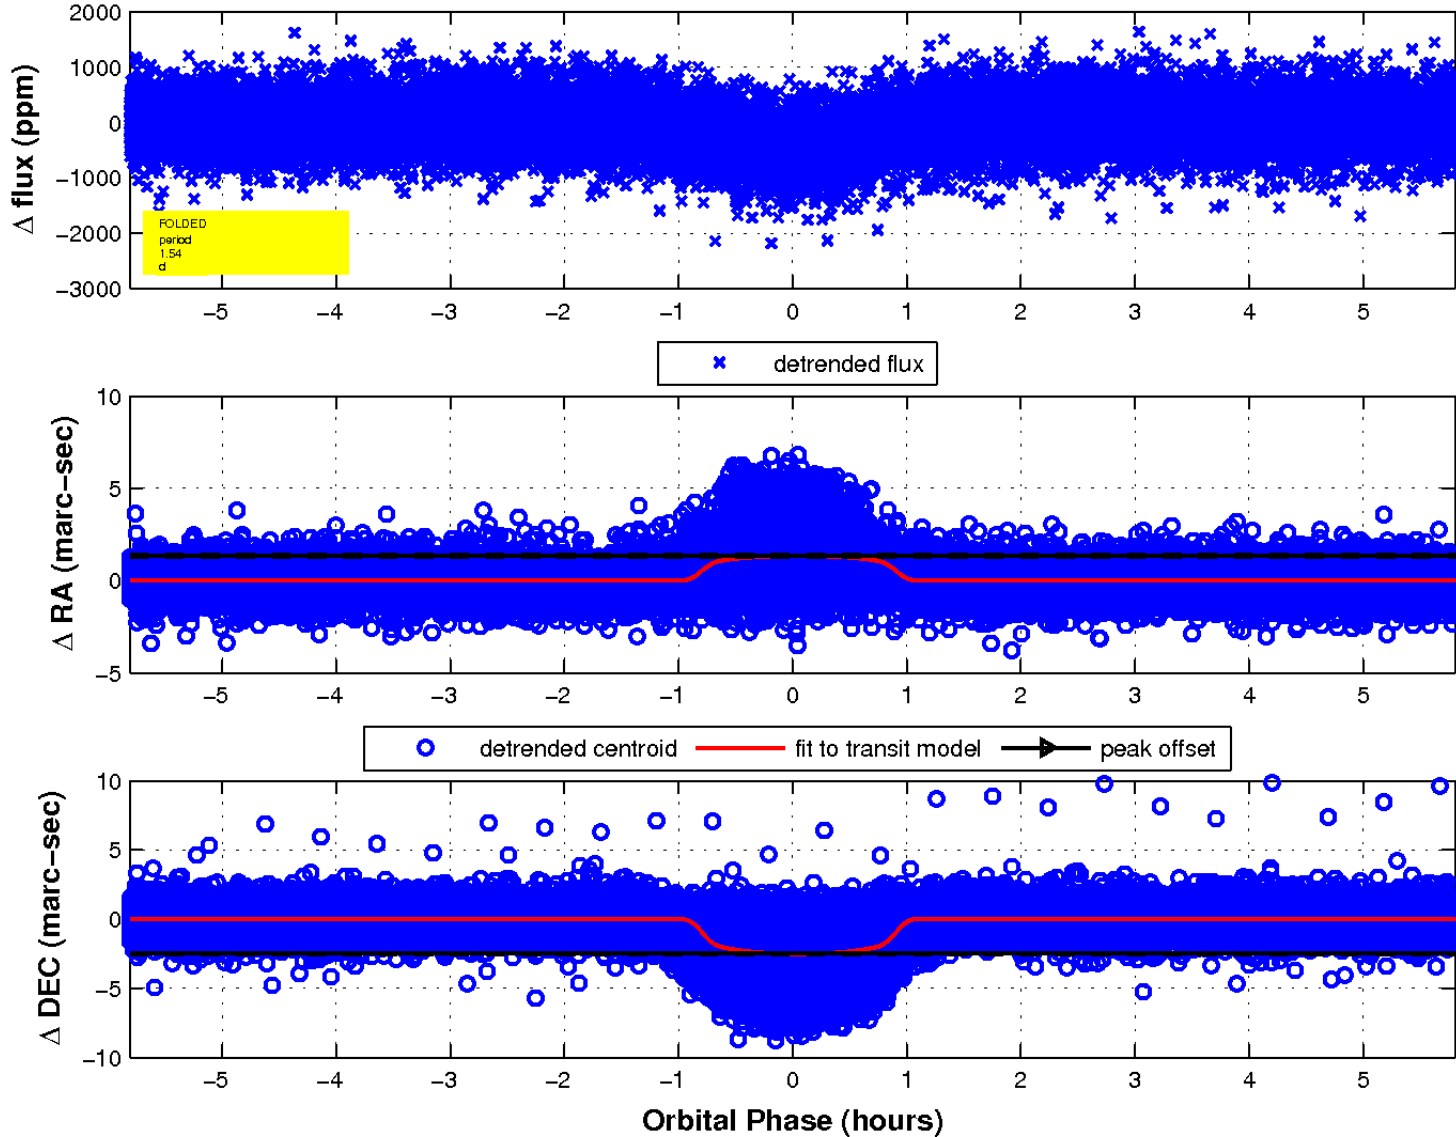 2000
1000
0
−1000
−2000
−3000
Δ flux (ppm)
FOLDED
period
1.54
d
−5 −4 −3 −2 −1 0 1 2 3 4 5
detrended flux
10
5
0
−5
Δ RA (marc−sec)
−5 −4 −3 −2 −1 0 1 2 3 4 5
detrended centroid fit to transit model peak offset
10
5
0
−5
−10
Δ DEC (marc−sec)
−5 −4 −3 −2 −1 0 1 2 3 4 5
Orbital Phase (hours)